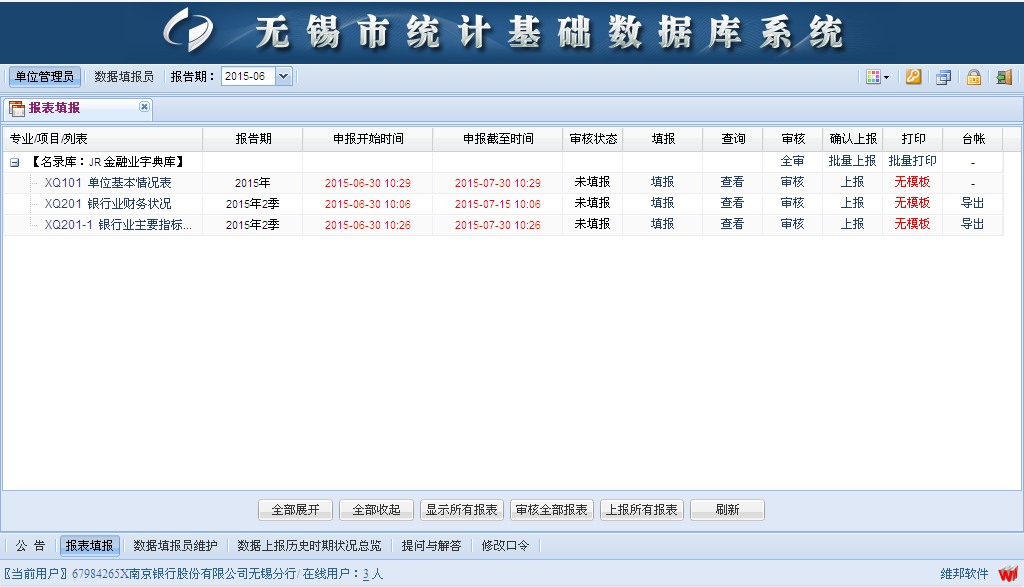 无锡市统计基础数据库系统
单位管理员 数据填报员 报告期： 2015-06
报表填报
专业/项目/列表 报告期 申报开始时间 申报截至时间 审核状态 填报 查询 审核 确认上报 打印 台帐
【名录库：JR 金融业字典库】 全审 批量上报 批量打印 -
XQ101 单位基本情况表 2015年 2015-06-30 10:29 2015-07-30 10:29 未填报 填报 查看 审核 上报 无模板 -
XQ201 银行业财务状况 2015年2季 2015-06-30 10:06 2015-07-15 10:06 未填报 填报 查看 审核 上报 无模板 导出
XQ201-1 银行业主要指标... 2015年2季 2015-06-30 10:26 2015-07-30 10:26 未填报 填报 查看 审核 上报 无模板 导出
全部展开 全部收起 显示所有报表 审核全部报表 上报所有报表 刷新
公 告 报表填报 数据填报员维护 数据上报历史时期状况总览 提问与解答 修改口令
〖当前用户〗67984265X南京银行股份有限公司无锡分行/ 在线用户：3 人 维邦软件